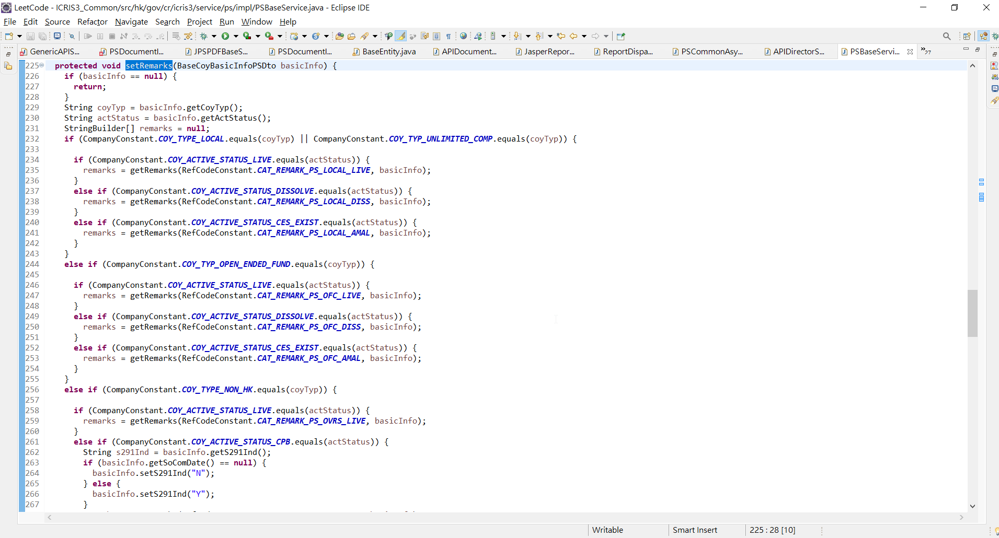 LeetCode - ICRIS3_Common/src/hk/gov/cr/icris3/service/ps/impl/PSBaseService.java - Eclipse IDE
File Edit Source Refactor Navigate Search Project Run Window Help
GenericAPIS... PSDocumentI... JPSPDFBaseS... PSDocumentI... BaseEntity.java APIDocument... JasperRepor... ReportDispa... PSCommonAsy... APIDirectorS... PSBaseServi... »27
225 protected void setRemarks(BaseCoyBasicInfoPSDto basicInfo) {
226 if (basicInfo == null) {
227 return;
228 }
229 String coyTyp = basicInfo.getCoyTyp();
230 String actStatus = basicInfo.getActStatus();
231 StringBuilder[] remarks = null;
232 if (CompanyConstant.COY_TYPE_LOCAL.equals(coyTyp) || CompanyConstant.COY_TYP_UNLIMITED_COMP.equals(coyTyp)) {
233
234 if (CompanyConstant.COY_ACTIVE_STATUS_LIVE.equals(actStatus)) {
235 remarks = getRemarks(RefCodeConstant.CAT_REMARK_PS_LOCAL_LIVE, basicInfo);
236 }
237 else if (CompanyConstant.COY_ACTIVE_STATUS_DISSOLVE.equals(actStatus)) {
238 remarks = getRemarks(RefCodeConstant.CAT_REMARK_PS_LOCAL_DISS, basicInfo);
239 }
240 else if (CompanyConstant.COY_ACTIVE_STATUS_CES_EXIST.equals(actStatus)) {
241 remarks = getRemarks(RefCodeConstant.CAT_REMARK_PS_LOCAL_AMAL, basicInfo);
242 }
243 }
244 else if (CompanyConstant.COY_TYP_OPEN_ENDED_FUND.equals(coyTyp)) {
245
246 if (CompanyConstant.COY_ACTIVE_STATUS_LIVE.equals(actStatus)) {
247 remarks = getRemarks(RefCodeConstant.CAT_REMARK_PS_OFC_LIVE, basicInfo);
248 }
249 else if (CompanyConstant.COY_ACTIVE_STATUS_DISSOLVE.equals(actStatus)) {
250 remarks = getRemarks(RefCodeConstant.CAT_REMARK_PS_OFC_DISS, basicInfo);
251 }
252 else if (CompanyConstant.COY_ACTIVE_STATUS_CES_EXIST.equals(actStatus)) {
253 remarks = getRemarks(RefCodeConstant.CAT_REMARK_PS_OFC_AMAL, basicInfo);
254 }
255 }
256 else if (CompanyConstant.COY_TYPE_NON_HK.equals(coyTyp)) {
257
258 if (CompanyConstant.COY_ACTIVE_STATUS_LIVE.equals(actStatus)) {
259 remarks = getRemarks(RefCodeConstant.CAT_REMARK_PS_OVRS_LIVE, basicInfo);
260 }
261 else if (CompanyConstant.COY_ACTIVE_STATUS_CPB.equals(actStatus)) {
262 String s291Ind = basicInfo.getS291Ind();
263 if (basicInfo.getSoComDate() == null) {
264 basicInfo.setS291Ind("N");
265 } else {
266 basicInfo.setS291Ind("Y");
267 }
Writable Smart Insert 225 : 28 [10]